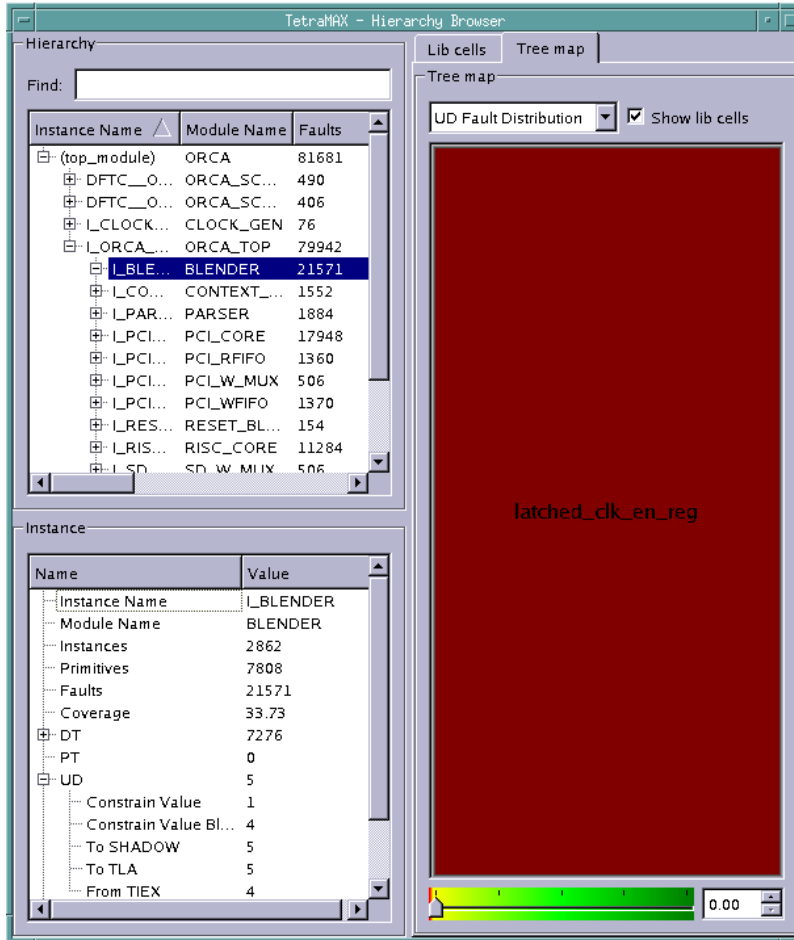 TetraMAX - Hierarchy Browser
Hierarchy
Find:
Instance Name Module Name Faults
(top_module) ORCA 81681
DFTC__O... ORCA_SC... 490
DFTC__O... ORCA_SC... 406
I_CLOCK... CLOCK_GEN 76
I_ORCA_... ORCA_TOP 79942
I_BLE... BLENDER 21571
I_CO... CONTEXT_... 1552
I_PAR... PARSER 1884
I_PCI... PCI_CORE 17948
I_PCI... PCI_RFIFO 1360
I_PCI... PCI_W_MUX 506
I_PCI... PCI_WFIFO 1370
I_RES... RESET_BL... 154
I_RIS... RISC_CORE 11284
I_SD... SD_W_MUX 506
Instance
Name Value
Instance Name I_BLENDER
Module Name BLENDER
Instances 2862
Primitives 7808
Faults 21571
Coverage 33.73
DT 7276
PT 0
UD 5
Constrain Value 1
Constrain Value Bl... 4
To SHADOW 5
To TLA 5
From TIEX 4
Lib cells Tree map
Tree map
UD Fault Distribution Show lib cells
latched_clk_en_reg
0.00